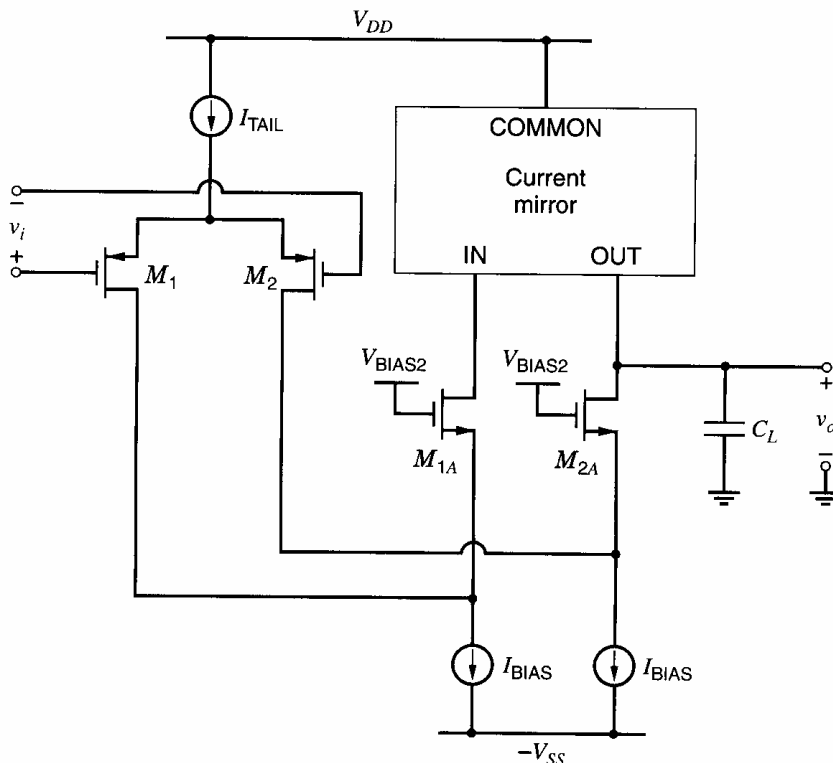 V_DD
I_TAIL
COMMON
Current
mirror
IN
OUT
−
v_i
+
M_1
M_2
V_BIAS2
V_BIAS2
+
M_1A
M_2A
C_L
v_o
−
I_BIAS
I_BIAS
−V_SS